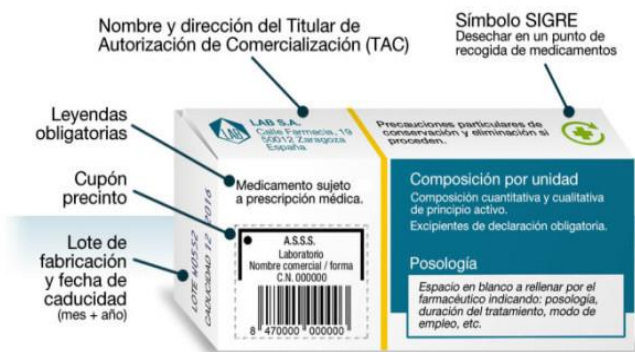 Nombre y dirección del Titular de
Autorización de Comercialización (TAC)
Símbolo SIGRE
Desechar en un punto de
recogida de medicamentos
Leyendas
obligatorias
Cupón
precinto
Lote de
fabricación
y fecha de
caducidad
(mes + año)
LAB
LAB S.A.
Calle Farmacia, 19
50012 Zaragoza
España
Precauciones particulares de
conservación y eliminación si
proceden.
Medicamento sujeto
a prescripción médica.
A.S.S.S.
Laboratorio
Nombre comercial / forma
C.N. 000000
8 470000 000000
LOTE M0552
CADUCIDAD 12 / 2016
Composición por unidad
Composición cuantitativa y cualitativa
de principio activo.
Excipientes de declaración obligatoria.
Posología
Espacio en blanco a rellenar por el
farmacéutico indicando: posología,
duración del tratamiento, modo de
empleo, etc.